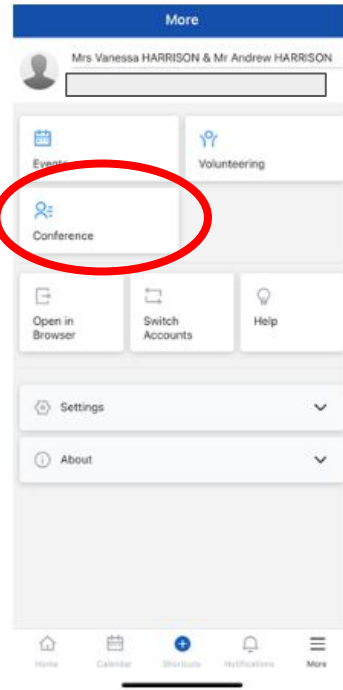 More
Mrs Vanessa HARRISON & Mr Andrew HARRISON
Events
Volunteering
Conference
Open in
Browser
Switch
Accounts
Help
Settings
About
Home
Calendar
Shortcuts
Notifications
More